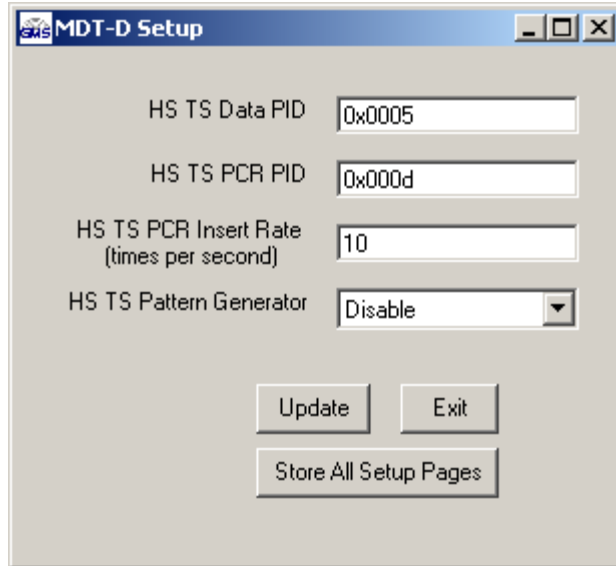 GMS MDT-D Setup
HS TS Data PID 0x0005
HS TS PCR PID 0x000d
HS TS PCR Insert Rate
(times per second) 10
HS TS Pattern Generator Disable
Update Exit
Store All Setup Pages